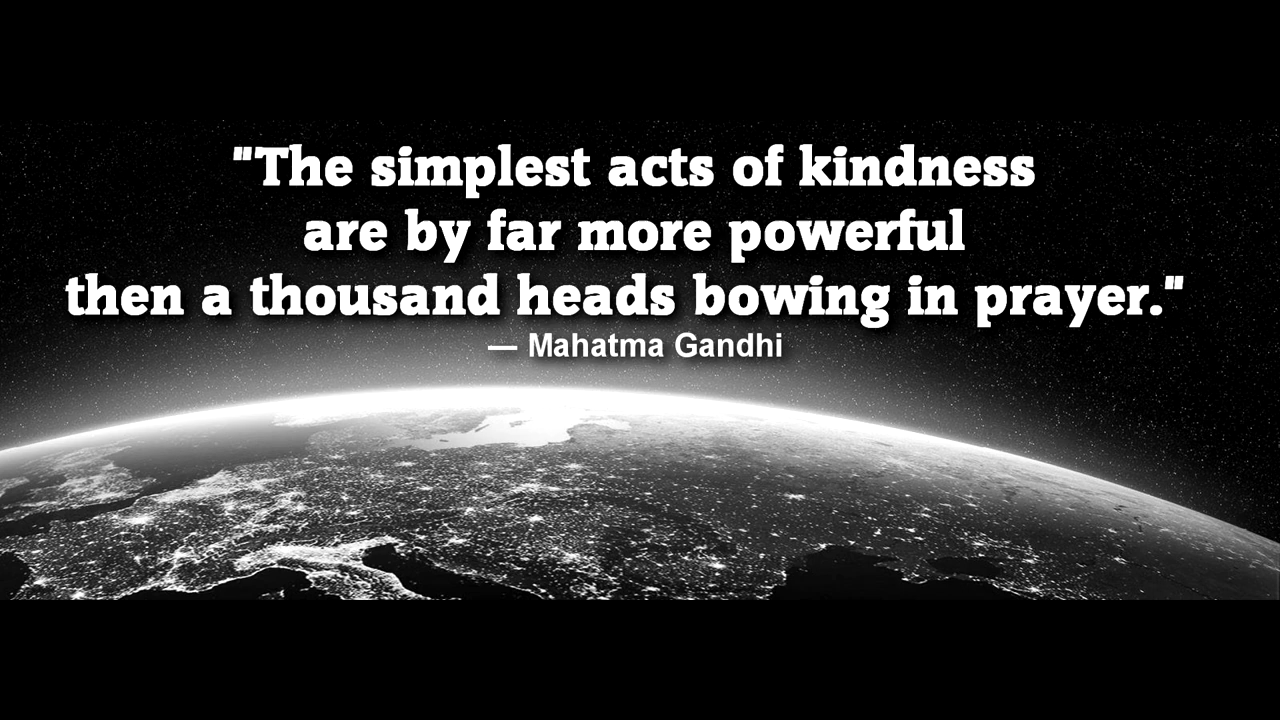 "The simplest acts of kindness
are by far more powerful
then a thousand heads bowing in prayer."
— Mahatma Gandhi